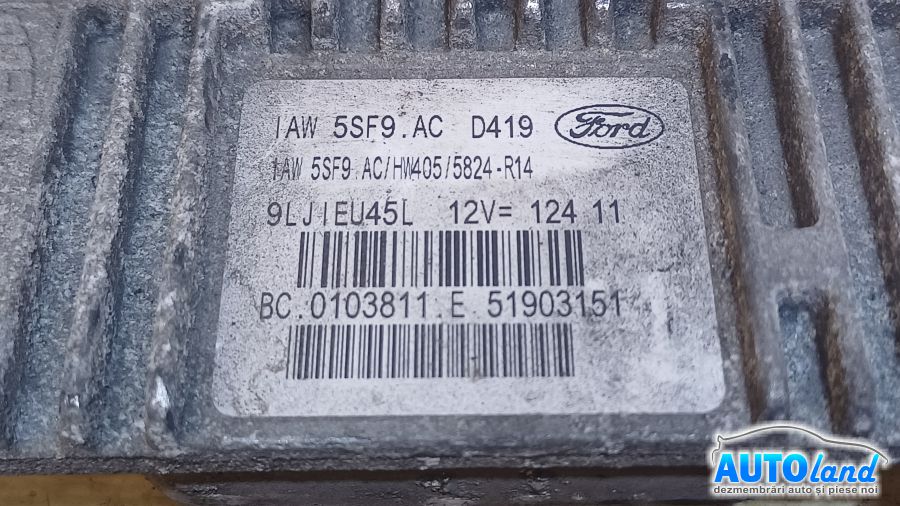 IAW 5SF9.AC D419 Ford
IAW 5SF9.AC/HW405/5824-R14
9LJIEU45L 12V= 124 11
BC.0103811.E 51903151
AUTOland
dezmembrări auto și piese noi